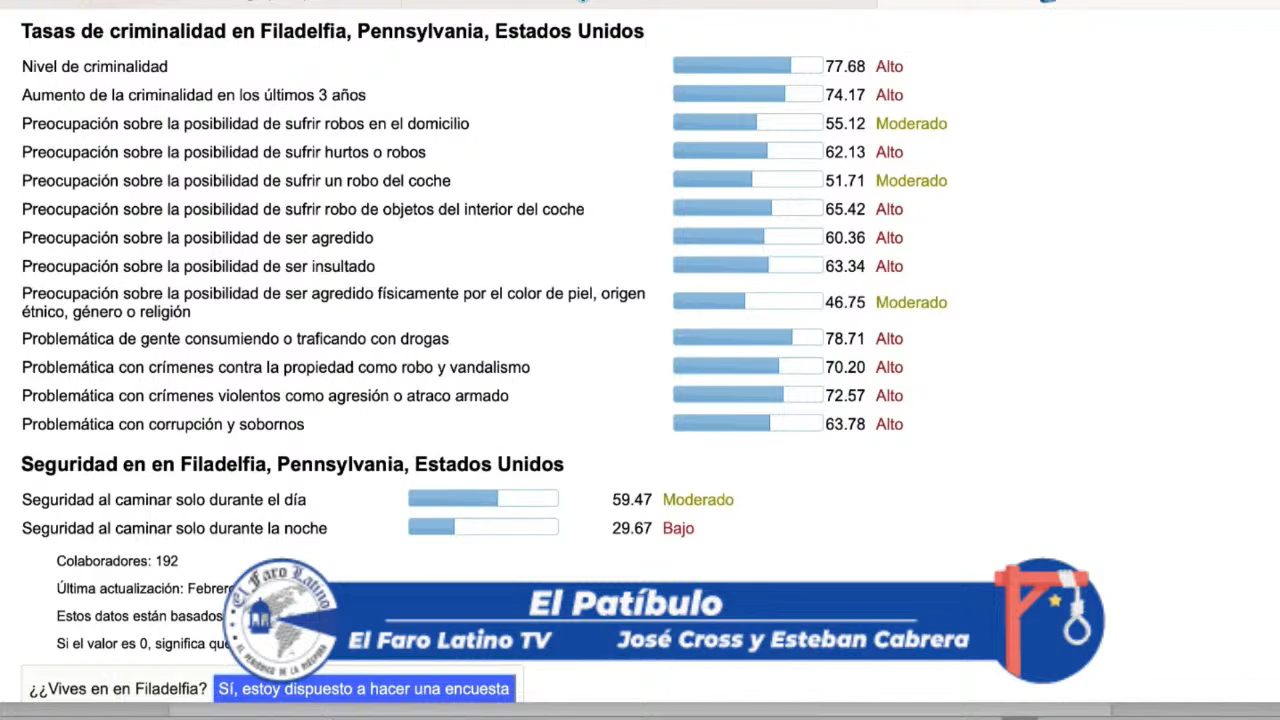 Tasas de criminalidad en Filadelfia, Pennsylvania, Estados Unidos
Nivel de criminalidad 77.68 Alto
Aumento de la criminalidad en los últimos 3 años 74.17 Alto
Preocupación sobre la posibilidad de sufrir robos en el domicilio 55.12 Moderado
Preocupación sobre la posibilidad de sufrir hurtos o robos 62.13 Alto
Preocupación sobre la posibilidad de sufrir un robo del coche 51.71 Moderado
Preocupación sobre la posibilidad de sufrir robo de objetos del interior del coche 65.42 Alto
Preocupación sobre la posibilidad de ser agredido 60.36 Alto
Preocupación sobre la posibilidad de ser insultado 63.34 Alto
Preocupación sobre la posibilidad de ser agredido físicamente por el color de piel, origen
étnico, género o religión 46.75 Moderado
Problemática de gente consumiendo o traficando con drogas 78.71 Alto
Problemática con crímenes contra la propiedad como robo y vandalismo 70.20 Alto
Problemática con crímenes violentos como agresión o atraco armado 72.57 Alto
Problemática con corrupción y sobornos 63.78 Alto
Seguridad en en Filadelfia, Pennsylvania, Estados Unidos
Seguridad al caminar solo durante el día 59.47 Moderado
Seguridad al caminar solo durante la noche 29.67 Bajo
Colaboradores: 192
Última actualización: Febrero
Estos datos están basados
Si el valor es 0, significa que
El Faro Latino
EL PERIÓDICO DE LA DIÁSPORA
El Patíbulo
El Faro Latino TV José Cross y Esteban Cabrera
¿¿Vives en en Filadelfia? Sí, estoy dispuesto a hacer una encuesta